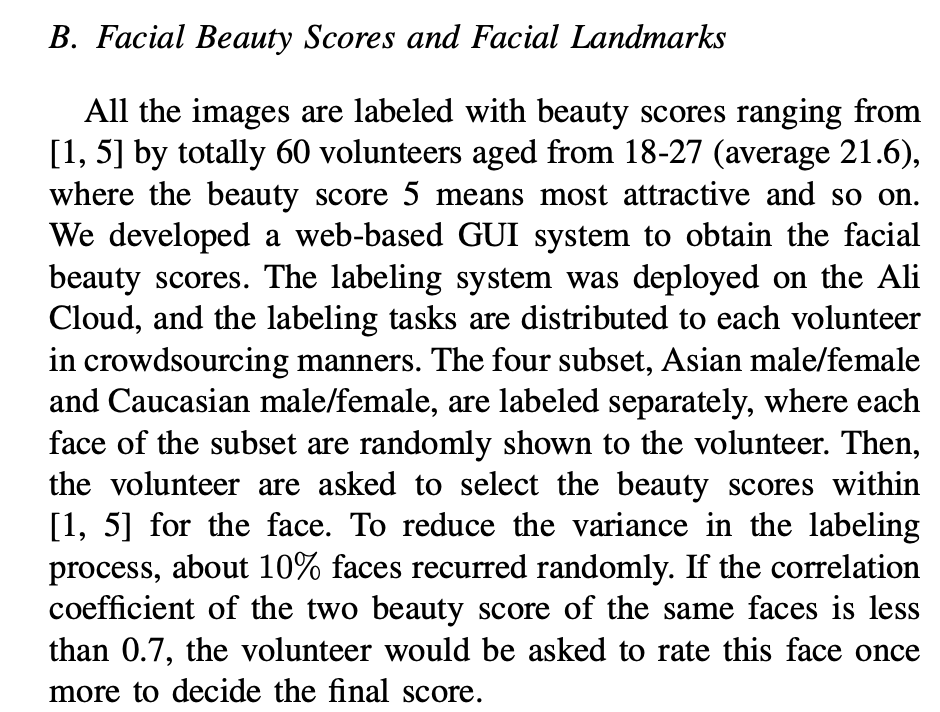 B. Facial Beauty Scores and Facial Landmarks
All the images are labeled with beauty scores ranging from
[1, 5] by totally 60 volunteers aged from 18-27 (average 21.6),
where the beauty score 5 means most attractive and so on.
We developed a web-based GUI system to obtain the facial
beauty scores. The labeling system was deployed on the Ali
Cloud, and the labeling tasks are distributed to each volunteer
in crowdsourcing manners. The four subset, Asian male/female
and Caucasian male/female, are labeled separately, where each
face of the subset are randomly shown to the volunteer. Then,
the volunteer are asked to select the beauty scores within
[1, 5] for the face. To reduce the variance in the labeling
process, about 10% faces recurred randomly. If the correlation
coefficient of the two beauty score of the same faces is less
than 0.7, the volunteer would be asked to rate this face once
more to decide the final score.